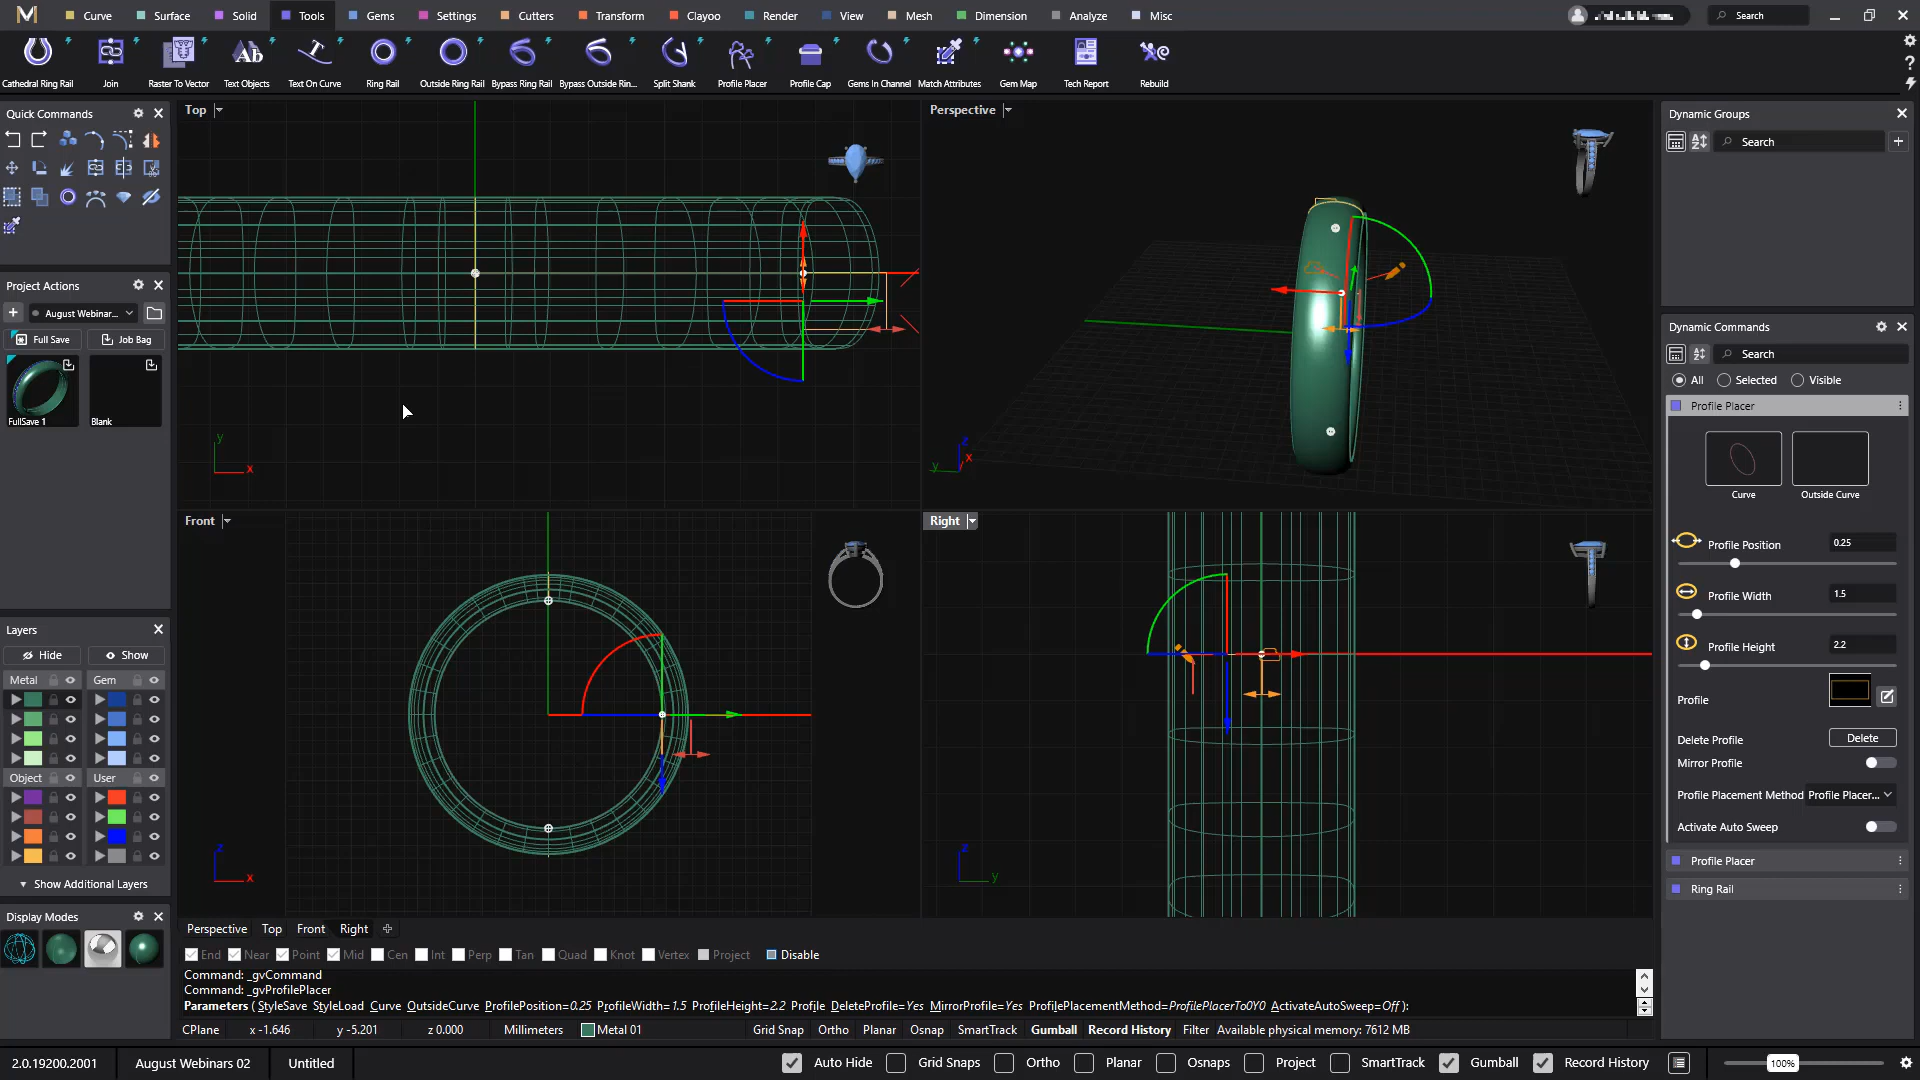 Curve Surface Solid Tools Gems Settings Cutters Transform Clayoo Render View Mesh Dimension Analyze Misc Search
Cathedral Ring Rail Join Raster To Vector Text Objects Text On Curve Ring Rail Outside Ring Rail Bypass Ring Rail Bypass Outside Rin... Split Shank Profile Placer Profile Cap Gems In Channel Match Attributes Gem Map Tech Report Rebuild
Quick Commands
Project Actions
August Webinar...
Full Save Job Bag
FullSave 1 Blank
Layers
Hide Show
Metal Gem
Object User
Show Additional Layers
Display Modes
Top
y
x
Perspective
z
x
y
Front
z
x
Right
z
y
Perspective Top Front Right
End Near Point Mid Cen Int Perp Tan Quad Knot Vertex Project Disable
Command: _gvCommand
Command: _gvProfilePlacer
Parameters ( StyleSave StyleLoad Curve OutsideCurve ProfilePosition=0.25 ProfileWidth=1.5 ProfileHeight=2.2 Profile DeleteProfile=Yes MirrorProfile=Yes ProfilePlacementMethod=ProfilePlacerTo0Y0 ActivateAutoSweep=Off ):
CPlane x -1.646 y -5.201 z 0.000 Millimeters Metal 01 Grid Snap Ortho Planar Osnap SmartTrack Gumball Record History Filter Available physical memory: 7612 MB
Dynamic Groups
Search
Dynamic Commands
Search
All Selected Visible
Profile Placer
Curve Outside Curve
Profile Position 0.25
Profile Width 1.5
Profile Height 2.2
Profile
Delete Profile Delete
Mirror Profile
Profile Placement Method Profile Placer...
Activate Auto Sweep
Profile Placer
Ring Rail
2.0.19200.2001 August Webinars 02 Untitled Auto Hide Grid Snaps Ortho Planar Osnaps Project SmartTrack Gumball Record History 100%